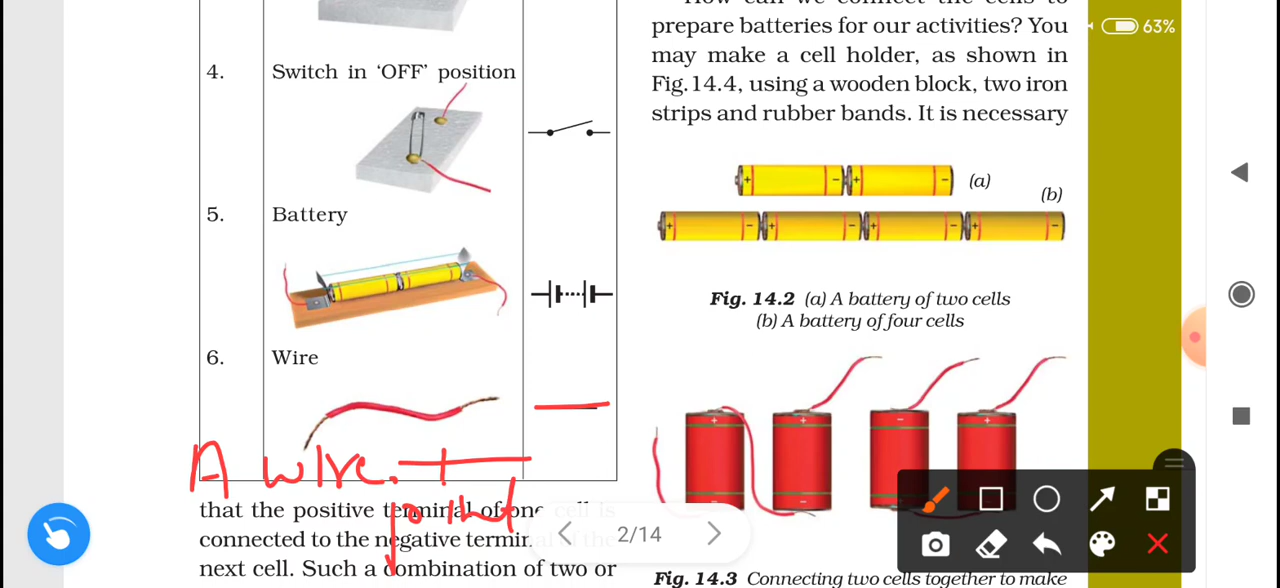 4. Switch in ‘OFF’ position
5. Battery
6. Wire
A wire.
joint
that the positive terminal of one cell is
connected to the negative terminal of the
next cell. Such a combination of two or
prepare batteries for our activities? You
may make a cell holder, as shown in
Fig.14.4, using a wooden block, two iron
strips and rubber bands. It is necessary
(a)
(b)
+ - + -
+ - + - + - + -
Fig. 14.2 (a) A battery of two cells
(b) A battery of four cells
+ + - +
- -
Fig. 14.3 Connecting two cells together to make
63%
2/14